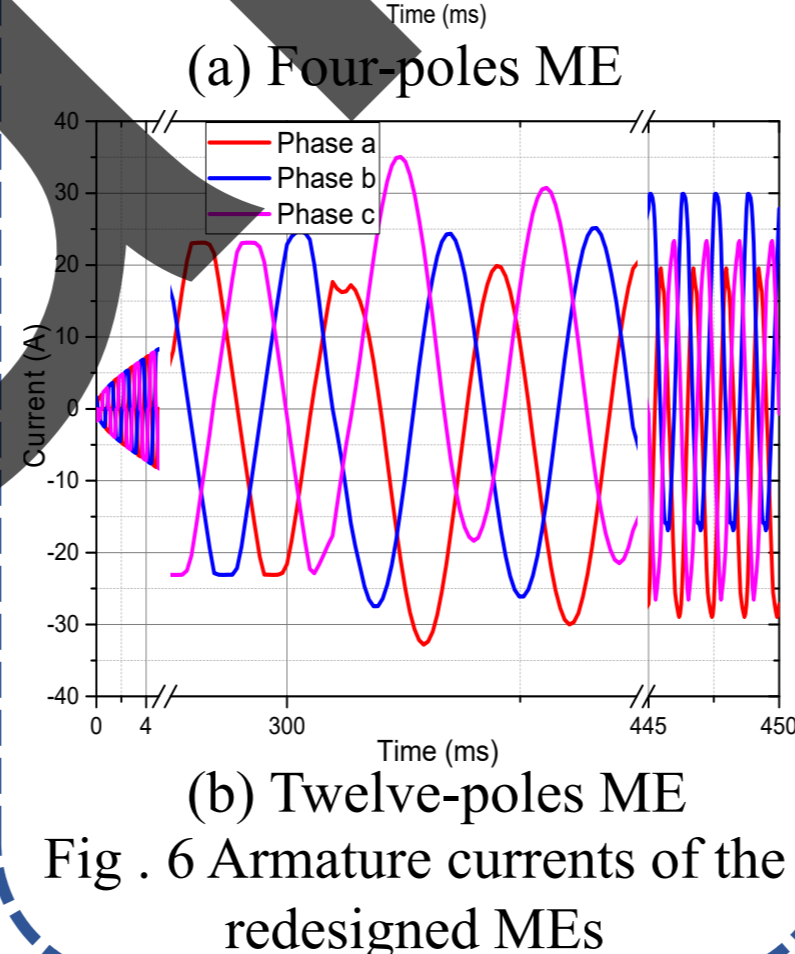 Time (ms)
(a) Four-poles ME
40
30
20
10
0
-10
-20
-30
-40
Current (A)
Phase a
Phase b
Phase c
0 4 300 445 450
Time (ms)
(b) Twelve-poles ME
Fig . 6 Armature currents of the
redesigned MEs